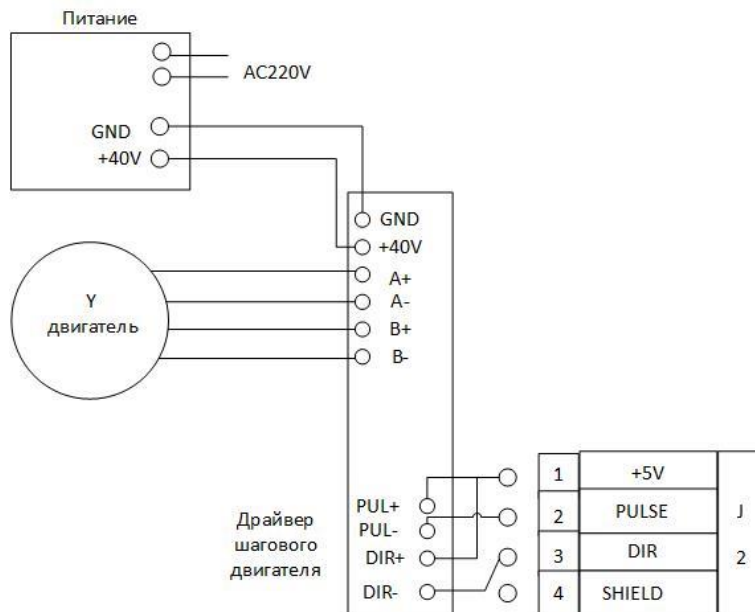 Питание
AC220V
GND
+40V
GND
+40V
A+
A-
B+
B-
Y
двигатель
PUL+
PUL-
DIR+
DIR-
Драйвер
шагового
двигателя
1 +5V
2 PULSE
3 DIR
4 SHIELD
J
2